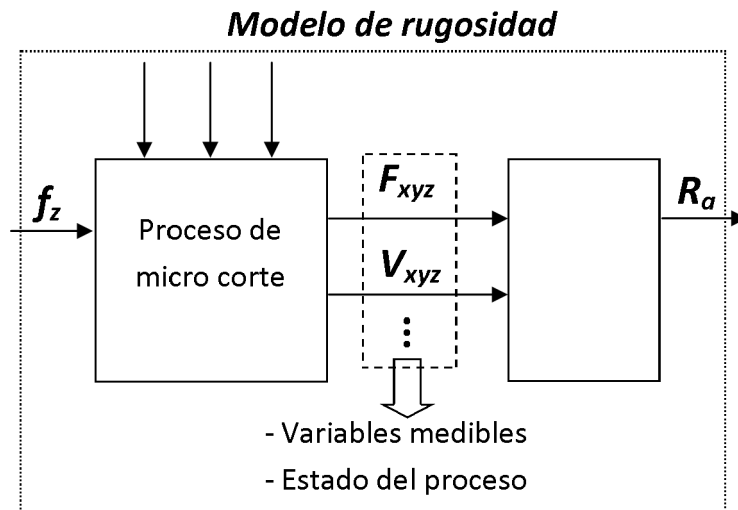 Modelo de rugosidad
f_z
Proceso de
micro corte
F_xyz
V_xyz
⋮
R_a
- Variables medibles
- Estado del proceso